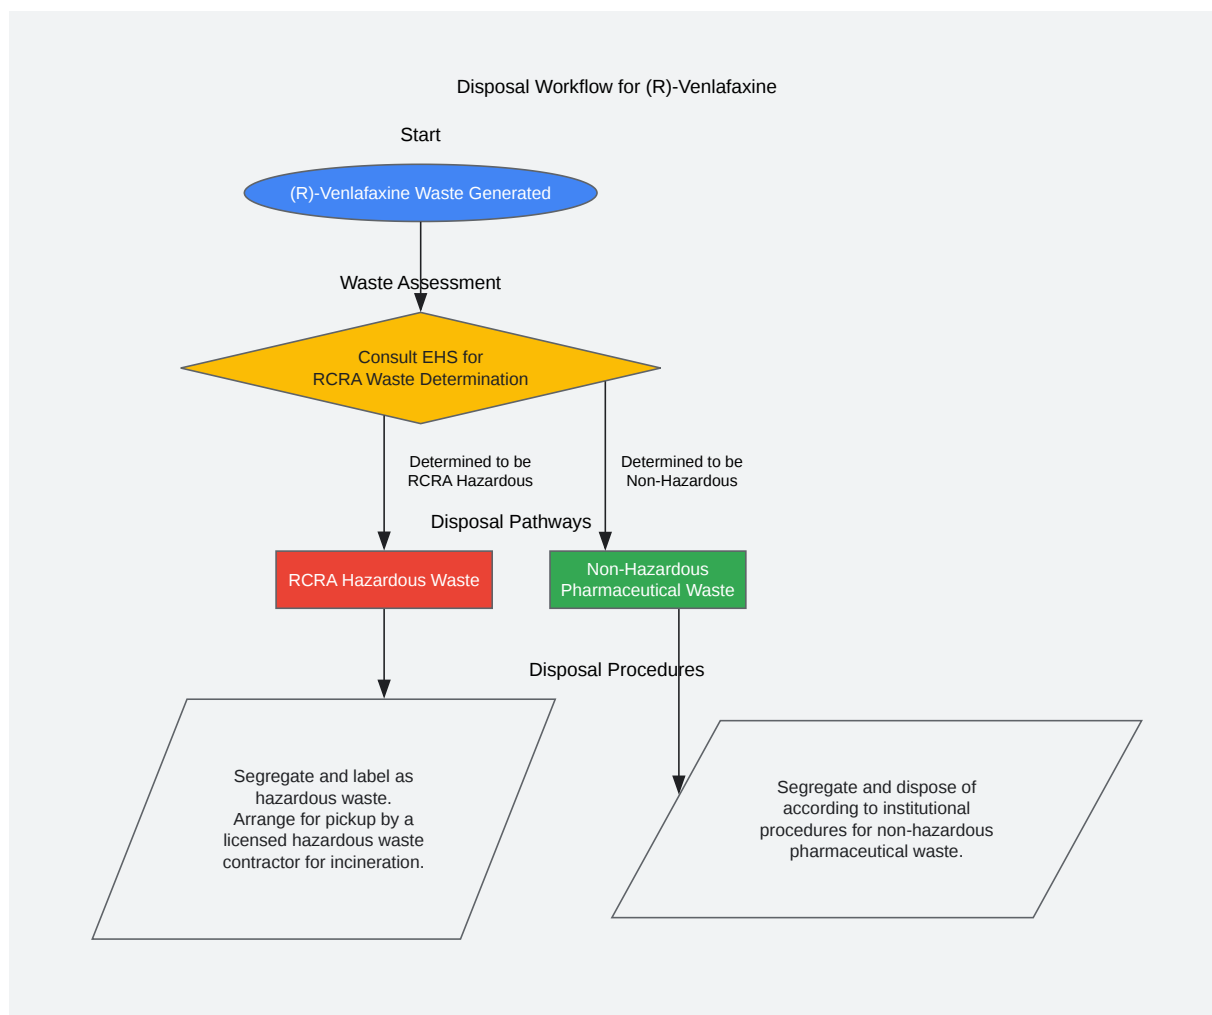 Disposal Workflow for (R)-Venlafaxine
Start
(R)-Venlafaxine Waste Generated
Waste Assessment
Consult EHS for
RCRA Waste Determination
Determined to be
RCRA Hazardous
Determined to be
Non-Hazardous
Disposal Pathways
RCRA Hazardous Waste
Non-Hazardous
Pharmaceutical Waste
Disposal Procedures
Segregate and label as
hazardous waste.
Arrange for pickup by a
licensed hazardous waste
contractor for incineration.
Segregate and dispose of
according to institutional
procedures for non-hazardous
pharmaceutical waste.